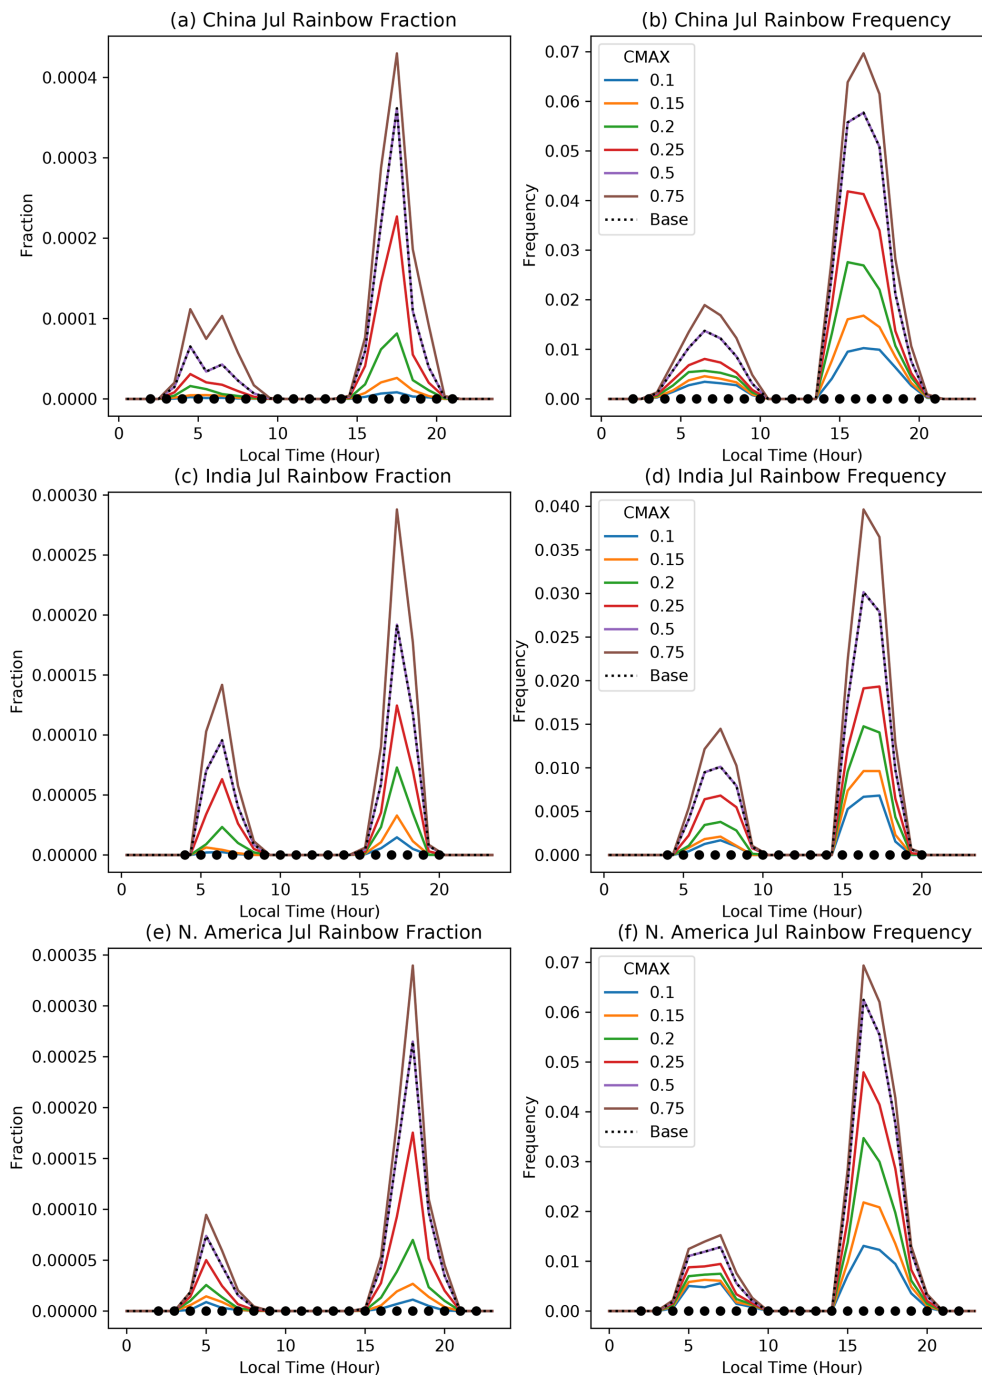 (a) China Jul Rainbow Fraction
0.0004
0.0003
0.0002
0.0001
0.0000
Fraction
0 5 10 15 20
Local Time (Hour)
(b) China Jul Rainbow Frequency
0.07
0.06
0.05
0.04
0.03
0.02
0.01
0.00
Frequency
CMAX
0.1
0.15
0.2
0.25
0.5
0.75
Base
0 5 10 15 20
Local Time (Hour)
(c) India Jul Rainbow Fraction
0.00030
0.00025
0.00020
0.00015
0.00010
0.00005
0.00000
Fraction
0 5 10 15 20
Local Time (Hour)
(d) India Jul Rainbow Frequency
0.040
0.035
0.030
0.025
0.020
0.015
0.010
0.005
0.000
Frequency
CMAX
0.1
0.15
0.2
0.25
0.5
0.75
Base
0 5 10 15 20
Local Time (Hour)
(e) N. America Jul Rainbow Fraction
0.00035
0.00030
0.00025
0.00020
0.00015
0.00010
0.00005
0.00000
Fraction
0 5 10 15 20
Local Time (Hour)
(f) N. America Jul Rainbow Frequency
0.07
0.06
0.05
0.04
0.03
0.02
0.01
0.00
Frequency
CMAX
0.1
0.15
0.2
0.25
0.5
0.75
Base
0 5 10 15 20
Local Time (Hour)